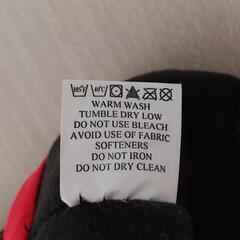 WARM WASH
TUMBLE DRY LOW
DO NOT USE BLEACH
AVOID USE OF FABRIC
SOFTENERS
DO NOT IRON
DO NOT DRY CLEAN